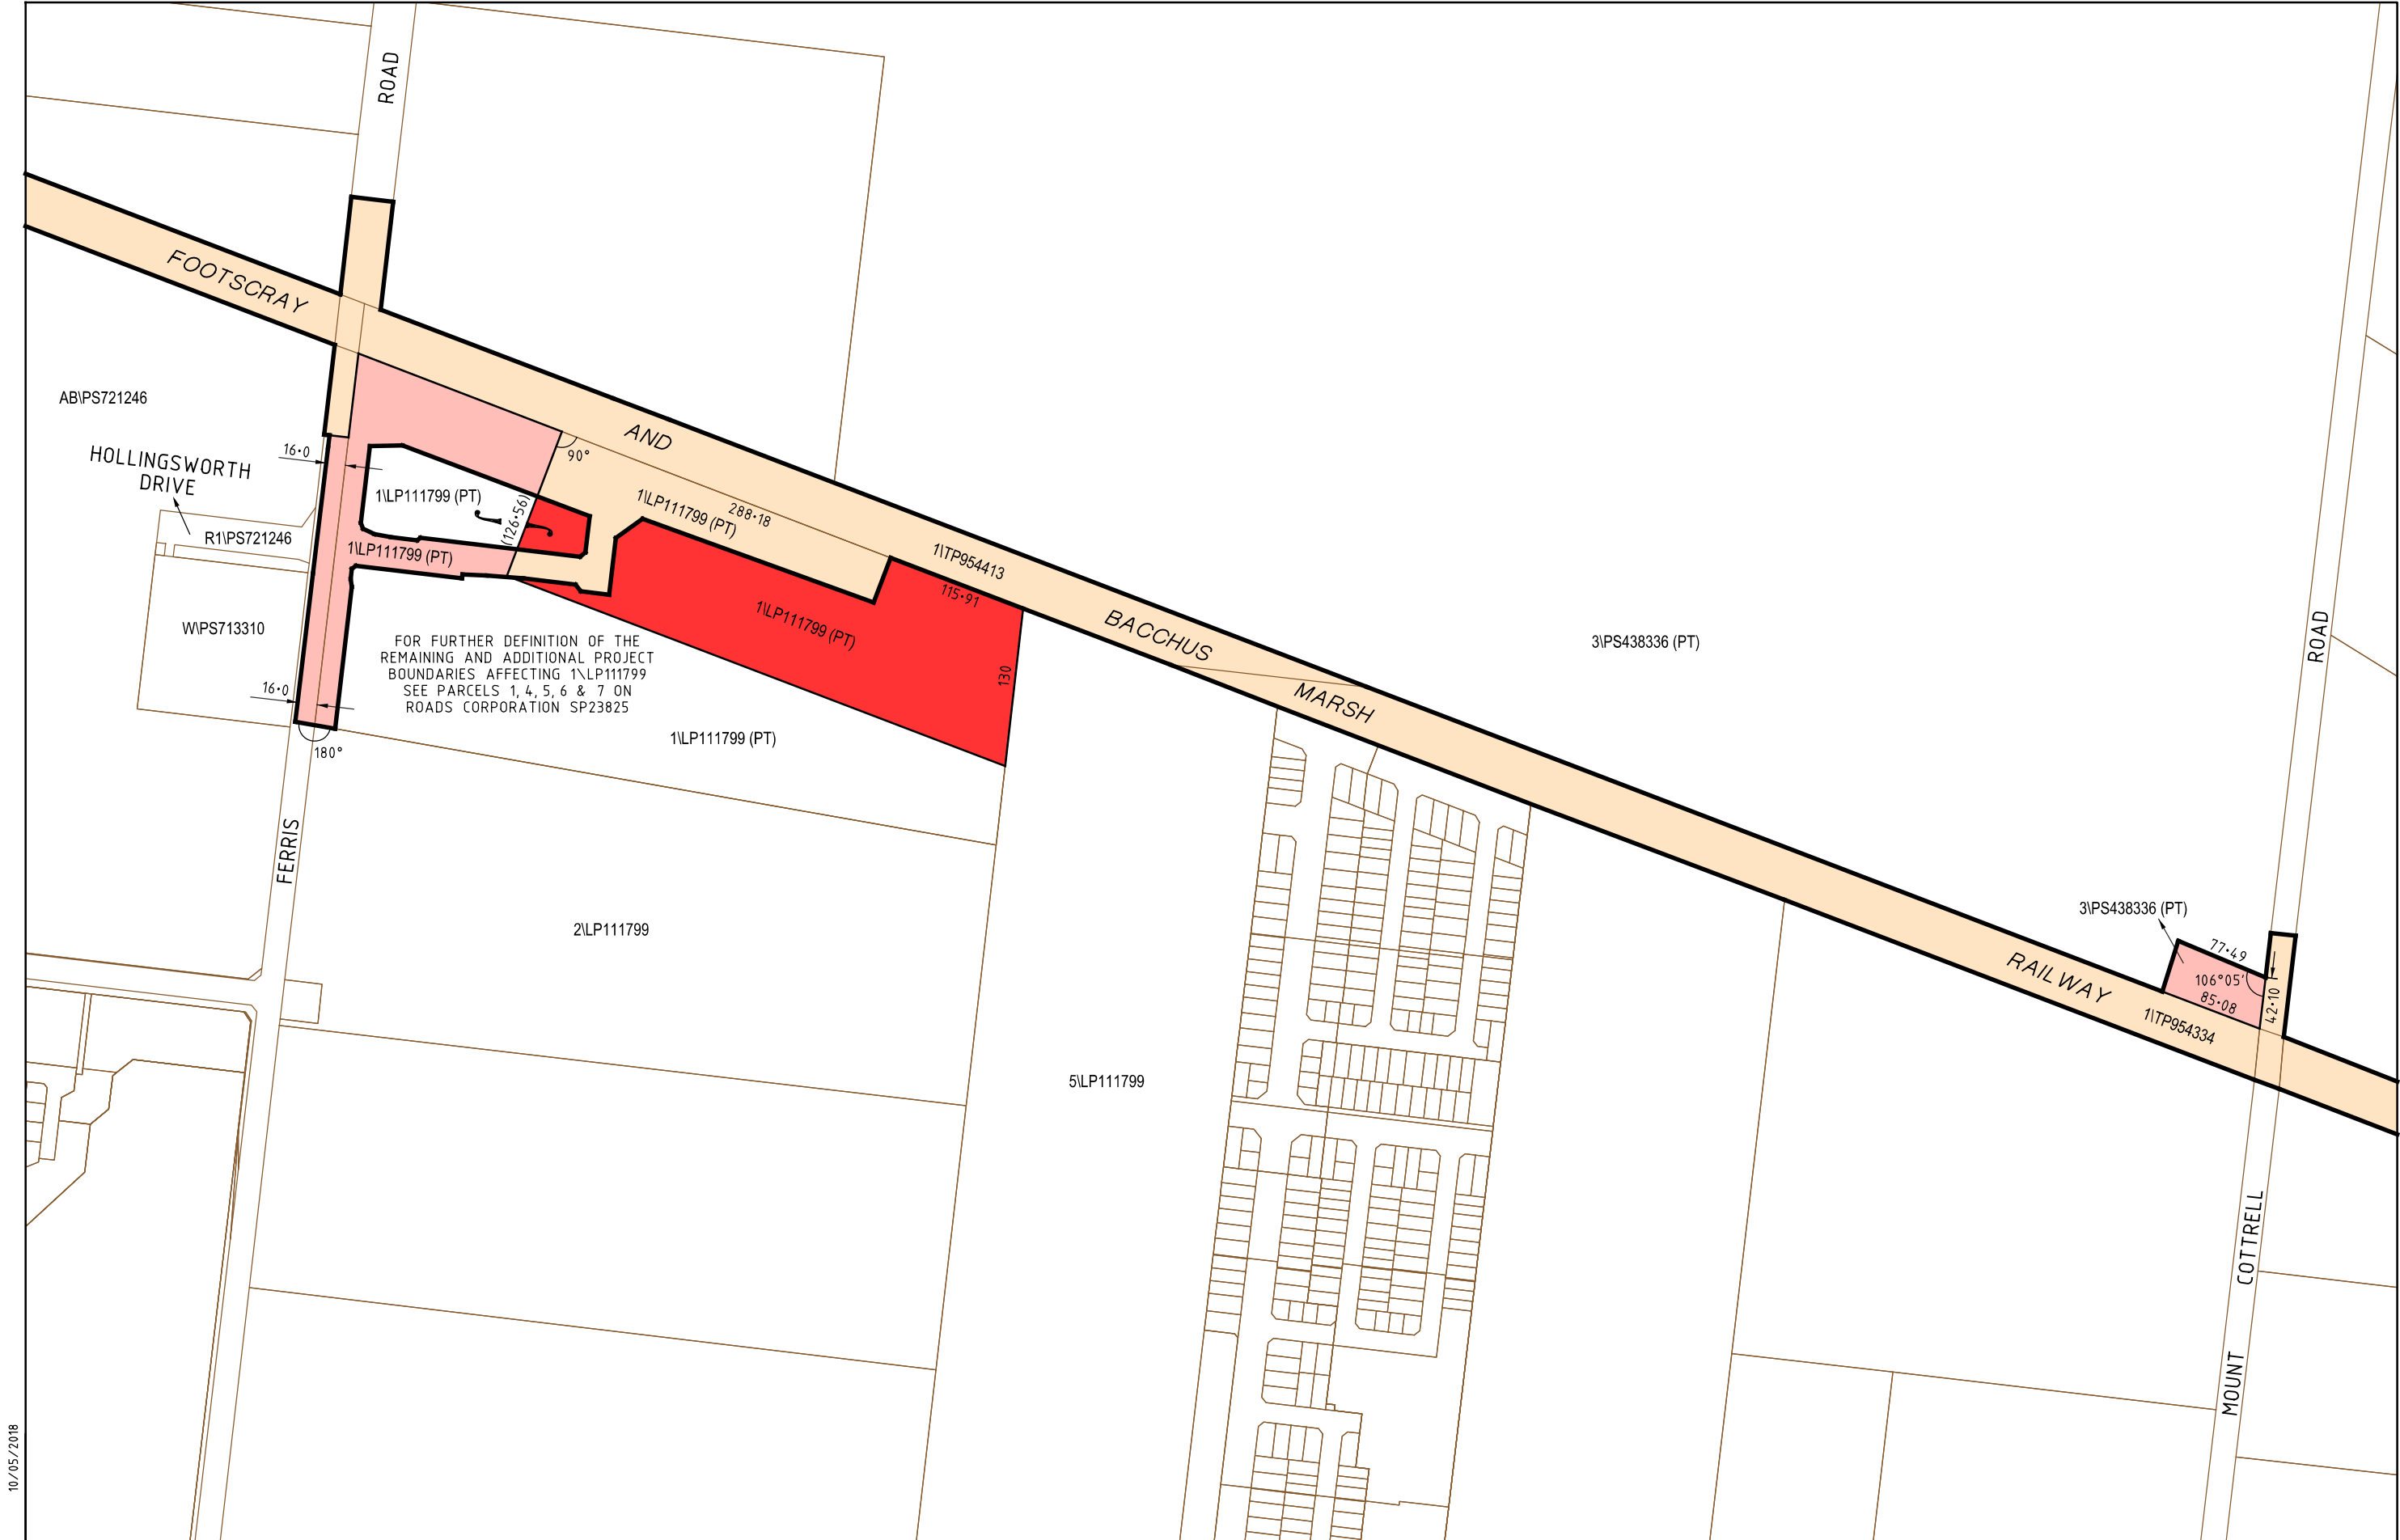 ROAD
FOOTSCRAY
AND
BACCHUS
MARSH
RAILWAY
AB\PS721246
HOLLINGSWORTH
DRIVE
16·0
90°
1\LP111799 (PT)
(126·56)
1\LP111799 (PT)
288·18
R1\PS721246
1\LP111799 (PT)
1\TP954413
115·91
1\LP111799 (PT)
130
W\PS713310
FOR FURTHER DEFINITION OF THE
REMAINING AND ADDITIONAL PROJECT
BOUNDARIES AFFECTING 1\LP111799
SEE PARCELS 1, 4, 5, 6 & 7 ON
ROADS CORPORATION SP23825
16·0
180°
1\LP111799 (PT)
3\PS438336 (PT)
ROAD
FERRIS
2\LP111799
3\PS438336 (PT)
77·49
106°05'
85·08
42·10
1\TP954334
5\LP111799
COTTRELL
MOUNT
10/05/2018